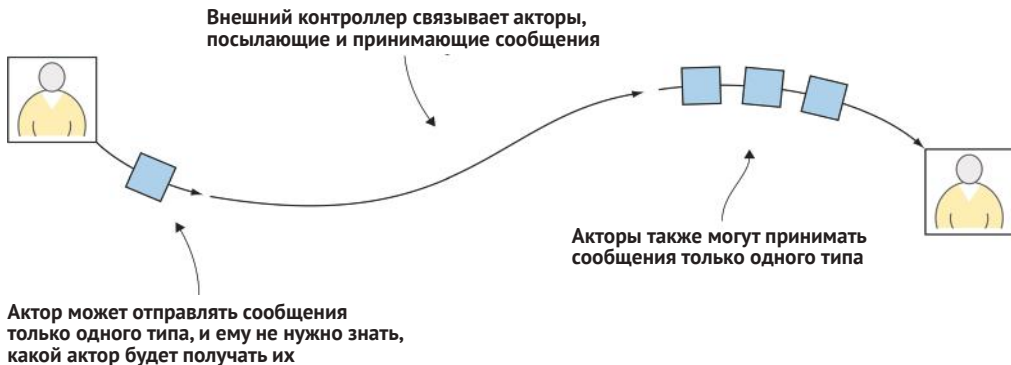 Внешний контроллер связывает акторы,
посылающие и принимающие сообщения
Акторы также могут принимать
сообщения только одного типа
Актор может отправлять сообщения
только одного типа, и ему не нужно знать,
какой актор будет получать их